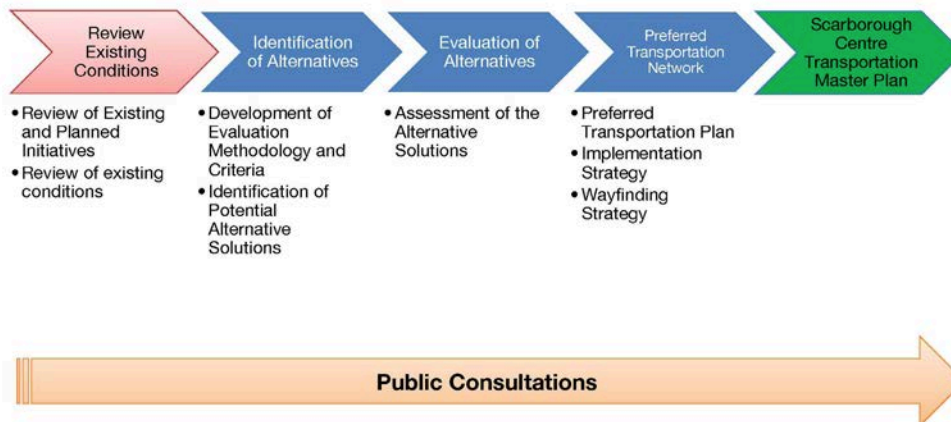 Review
Existing
Conditions
Identification
of Alternatives
Evaluation of
Alternatives
Preferred
Transportation
Network
Scarborough
Centre
Transportation
Master Plan
• Review of Existing
and Planned
Initiatives
• Review of existing
conditions
• Development of
Evaluation
Methodology and
Criteria
• Identification of
Potential
Alternative
Solutions
• Assessment of the
Alternative
Solutions
• Preferred
Transportation Plan
• Implementation
Strategy
• Wayfinding
Strategy
Public Consultations